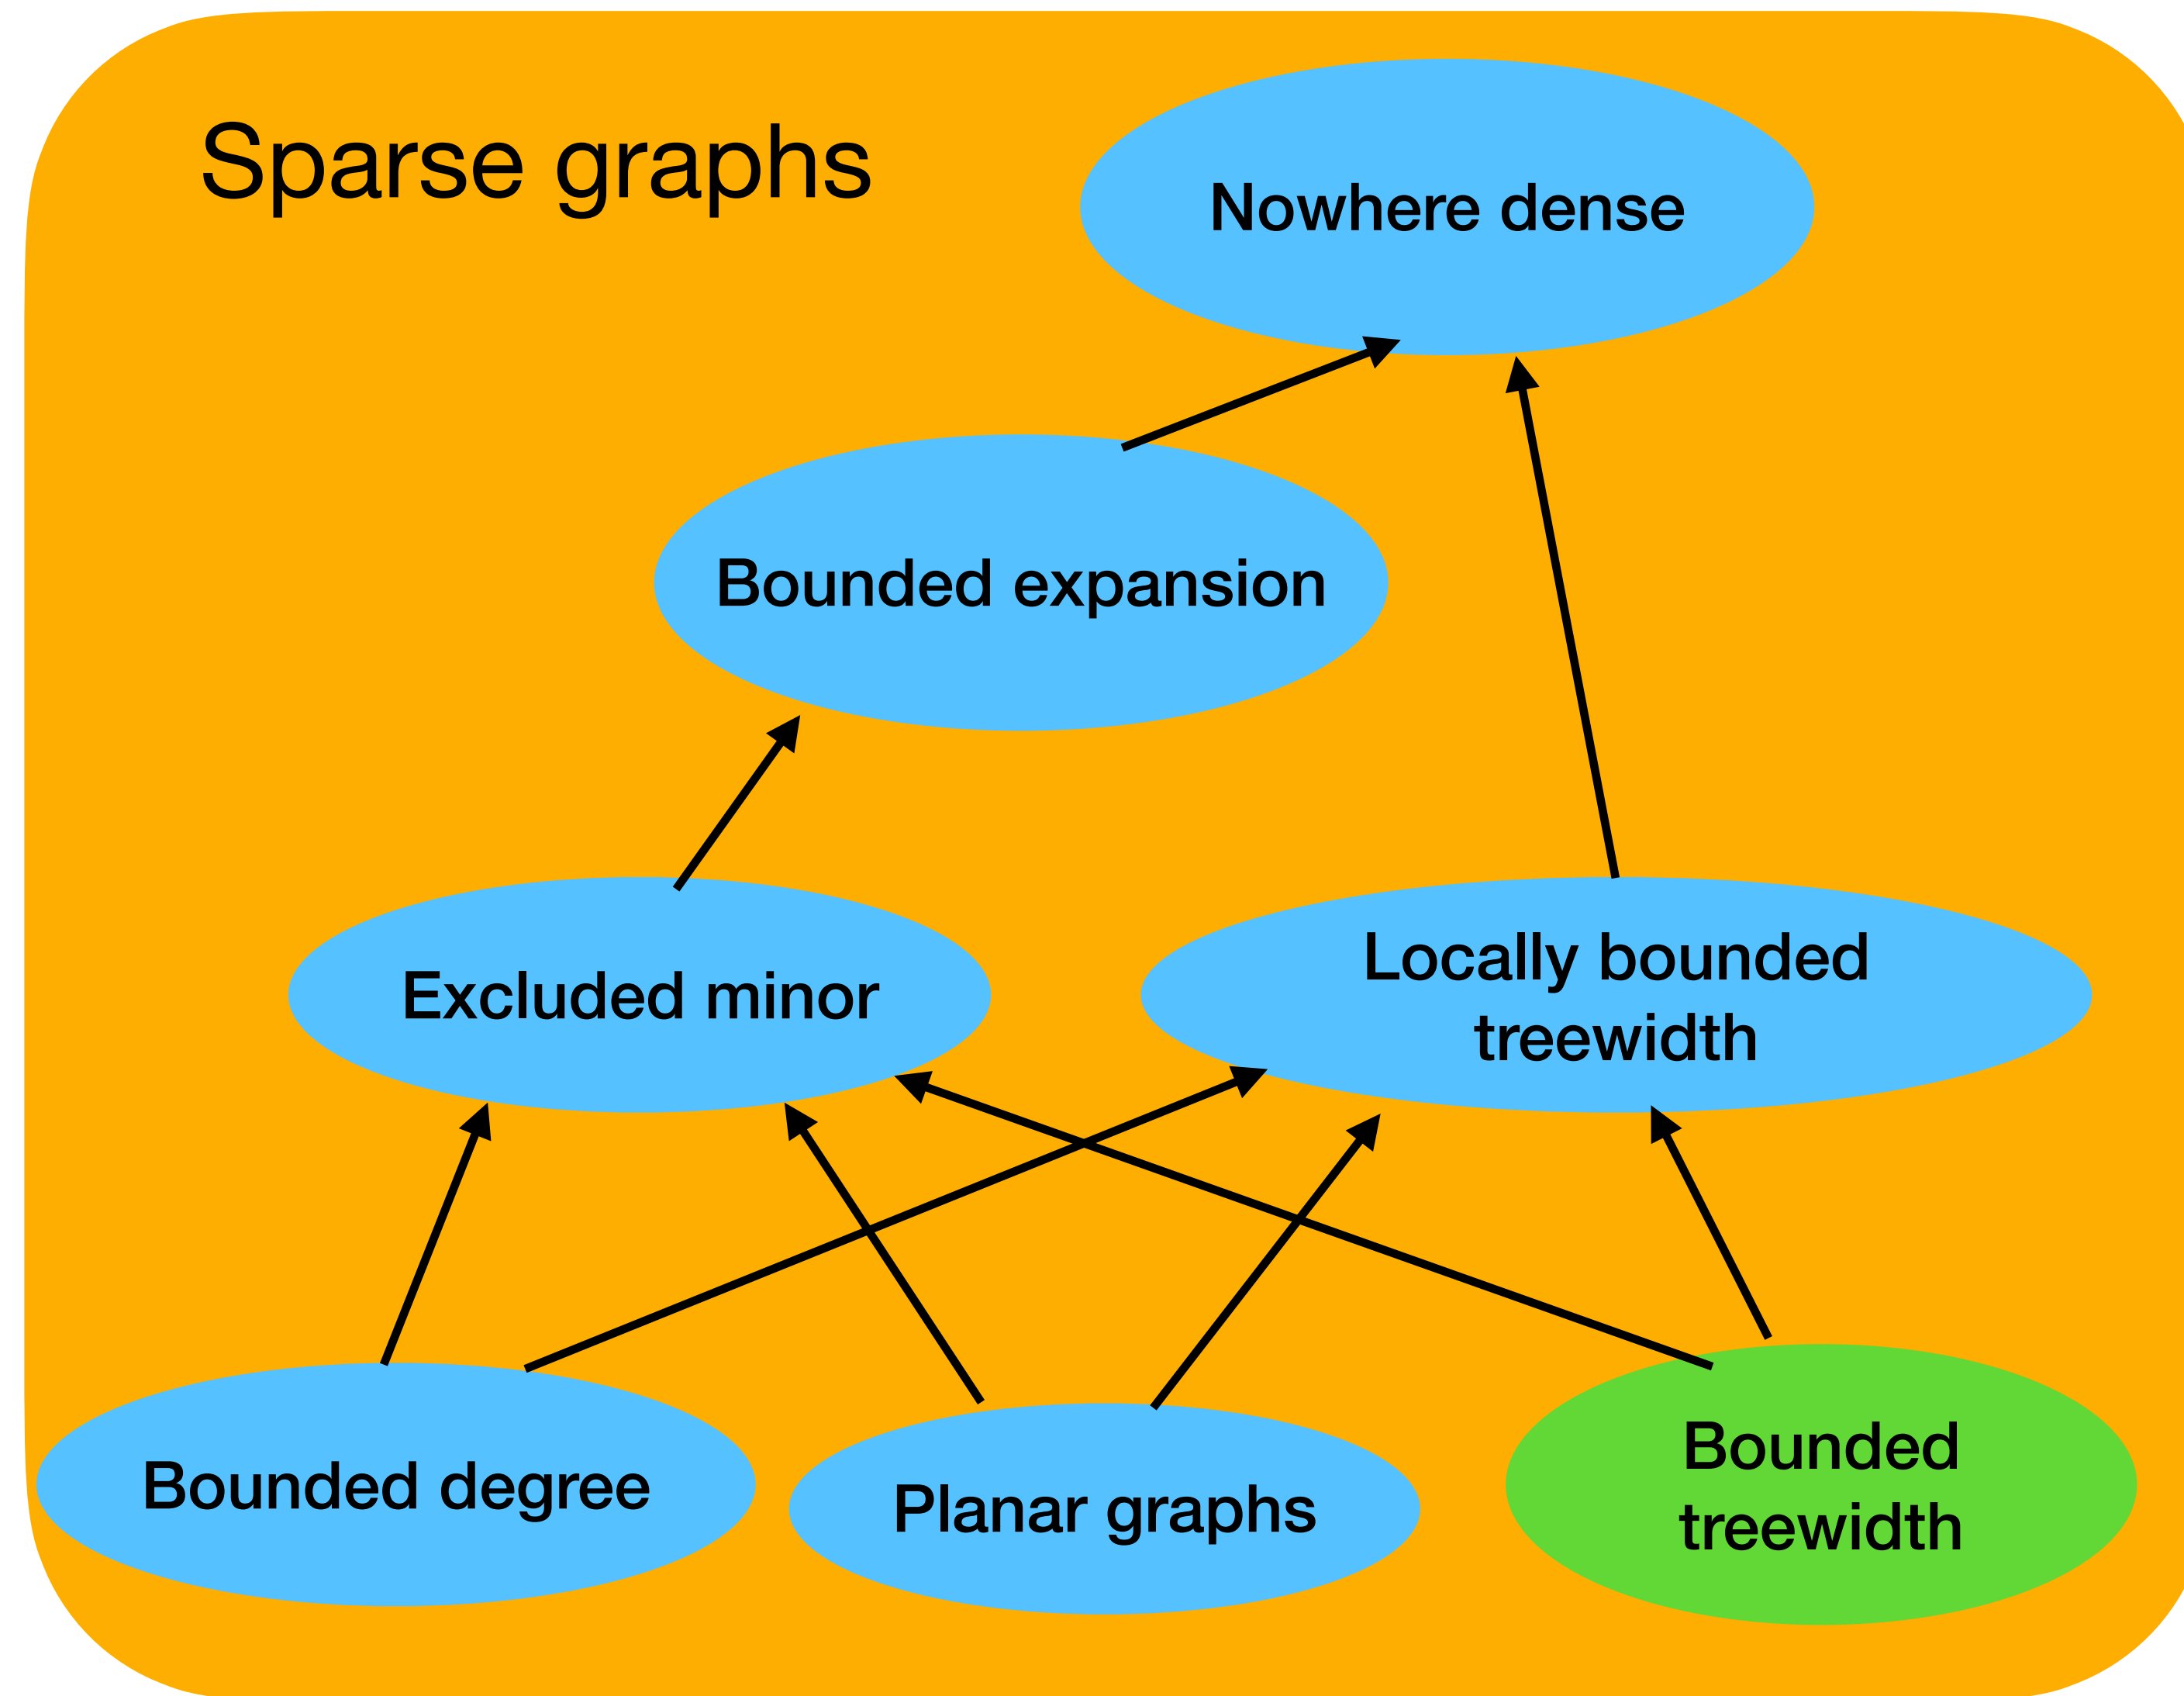 Sparse graphs
Nowhere dense
Bounded expansion
Excluded minor
Locally bounded
treewidth
Bounded degree
Planar graphs
Bounded
treewidth